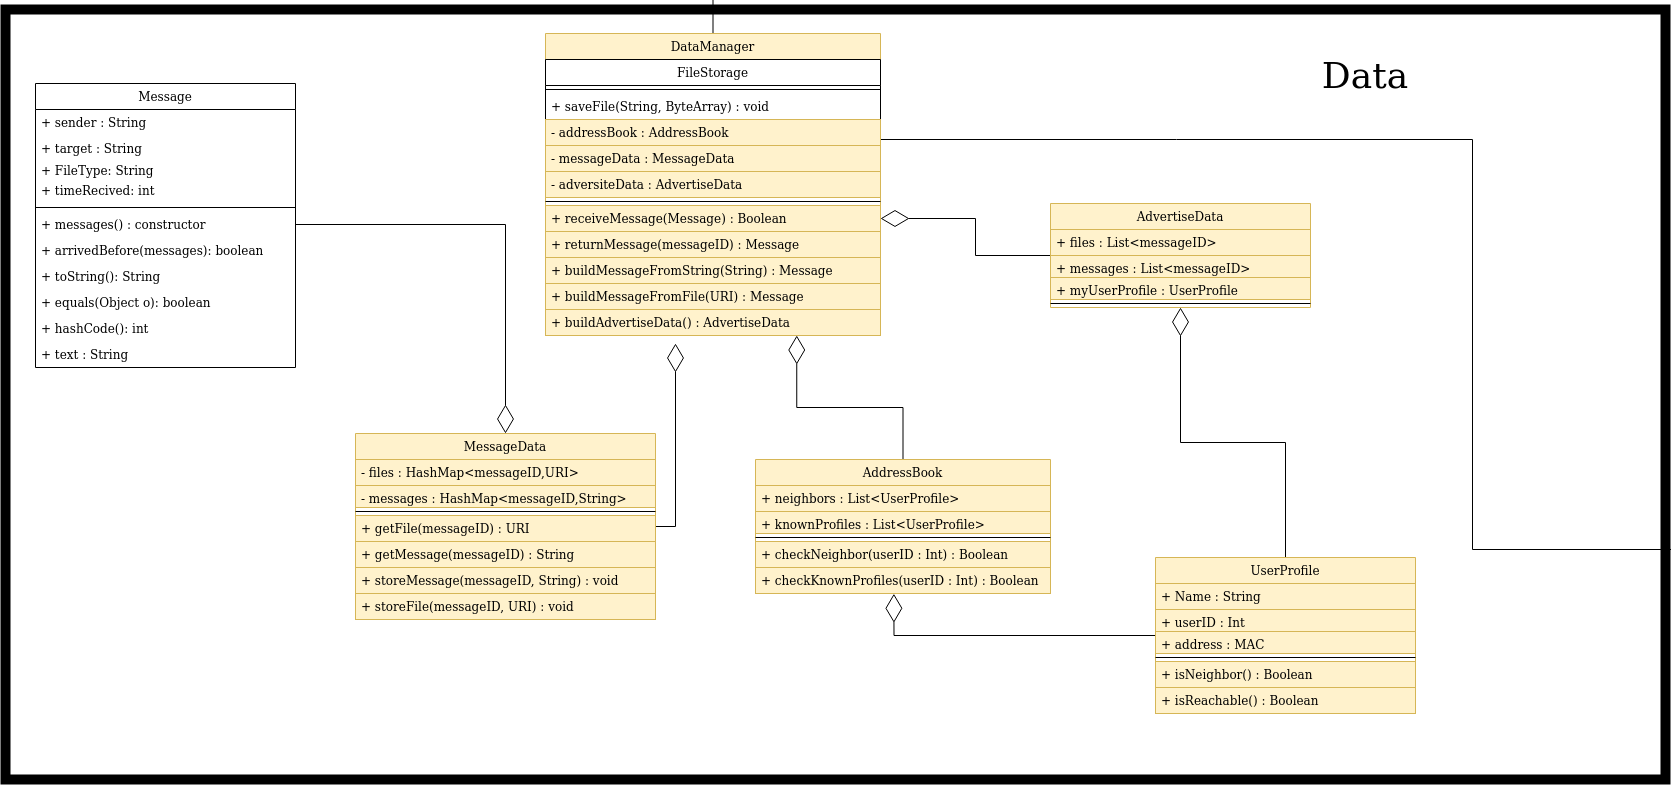 Data
DataManager
FileStorage
+ saveFile(String, ByteArray) : void
- addressBook : AddressBook
- messageData : MessageData
- adversiteData : AdvertiseData
+ receiveMessage(Message) : Boolean
+ returnMessage(messageID) : Message
+ buildMessageFromString(String) : Message
+ buildMessageFromFile(URI) : Message
+ buildAdvertiseData() : AdvertiseData
Message
+ sender : String
+ target : String
+ FileType: String
+ timeRecived: int
+ messages() : constructor
+ arrivedBefore(messages): boolean
+ toString(): String
+ equals(Object o): boolean
+ hashCode(): int
+ text : String
AdvertiseData
+ files : List<messageID>
+ messages : List<messageID>
+ myUserProfile : UserProfile
MessageData
- files : HashMap<messageID,URI>
- messages : HashMap<messageID,String>
+ getFile(messageID) : URI
+ getMessage(messageID) : String
+ storeMessage(messageID, String) : void
+ storeFile(messageID, URI) : void
AddressBook
+ neighbors : List<UserProfile>
+ knownProfiles : List<UserProfile>
+ checkNeighbor(userID : Int) : Boolean
+ checkKnownProfiles(userID : Int) : Boolean
UserProfile
+ Name : String
+ userID : Int
+ address : MAC
+ isNeighbor() : Boolean
+ isReachable() : Boolean